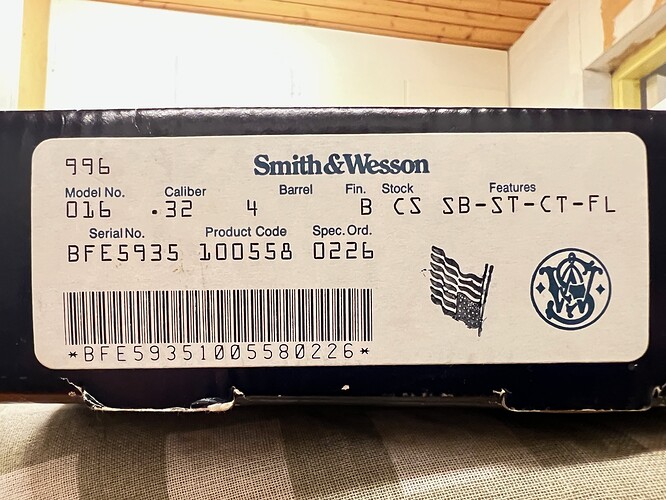 996
Smith&Wesson
Model No. Caliber Barrel Fin. Stock Features
016 .32 4 B CS SB-ST-CT-FL
Serial No. Product Code Spec. Ord.
BFE5935 100558 0226
*BFE59351005580226*